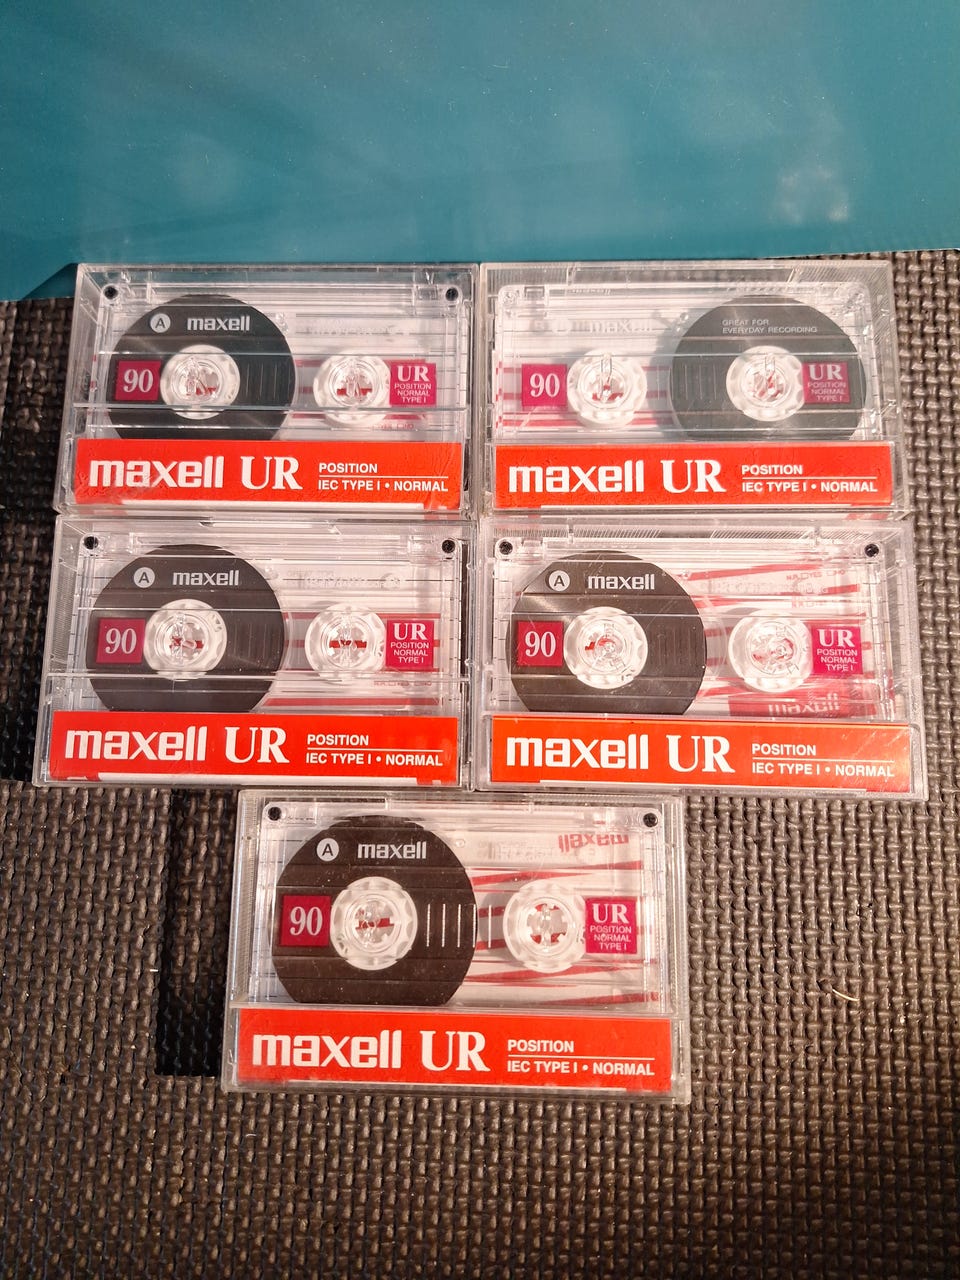 A maxell
90
UR
POSITION
NORMAL
TYPE I
maxell UR POSITION
IEC TYPE I • NORMAL
maxell
GREAT FOR
EVERYDAY RECORDING
90
UR
POSITION
NORMAL
TYPE I
maxell UR POSITION
IEC TYPE I • NORMAL
A maxell
90
UR
POSITION
NORMAL
TYPE I
maxell UR POSITION
IEC TYPE I • NORMAL
A maxell
90
UR
POSITION
NORMAL
TYPE I
maxell
maxell UR POSITION
IEC TYPE I • NORMAL
A maxell
maxell
90
UR
POSITION
NORMAL
TYPE I
maxell UR POSITION
IEC TYPE I • NORMAL